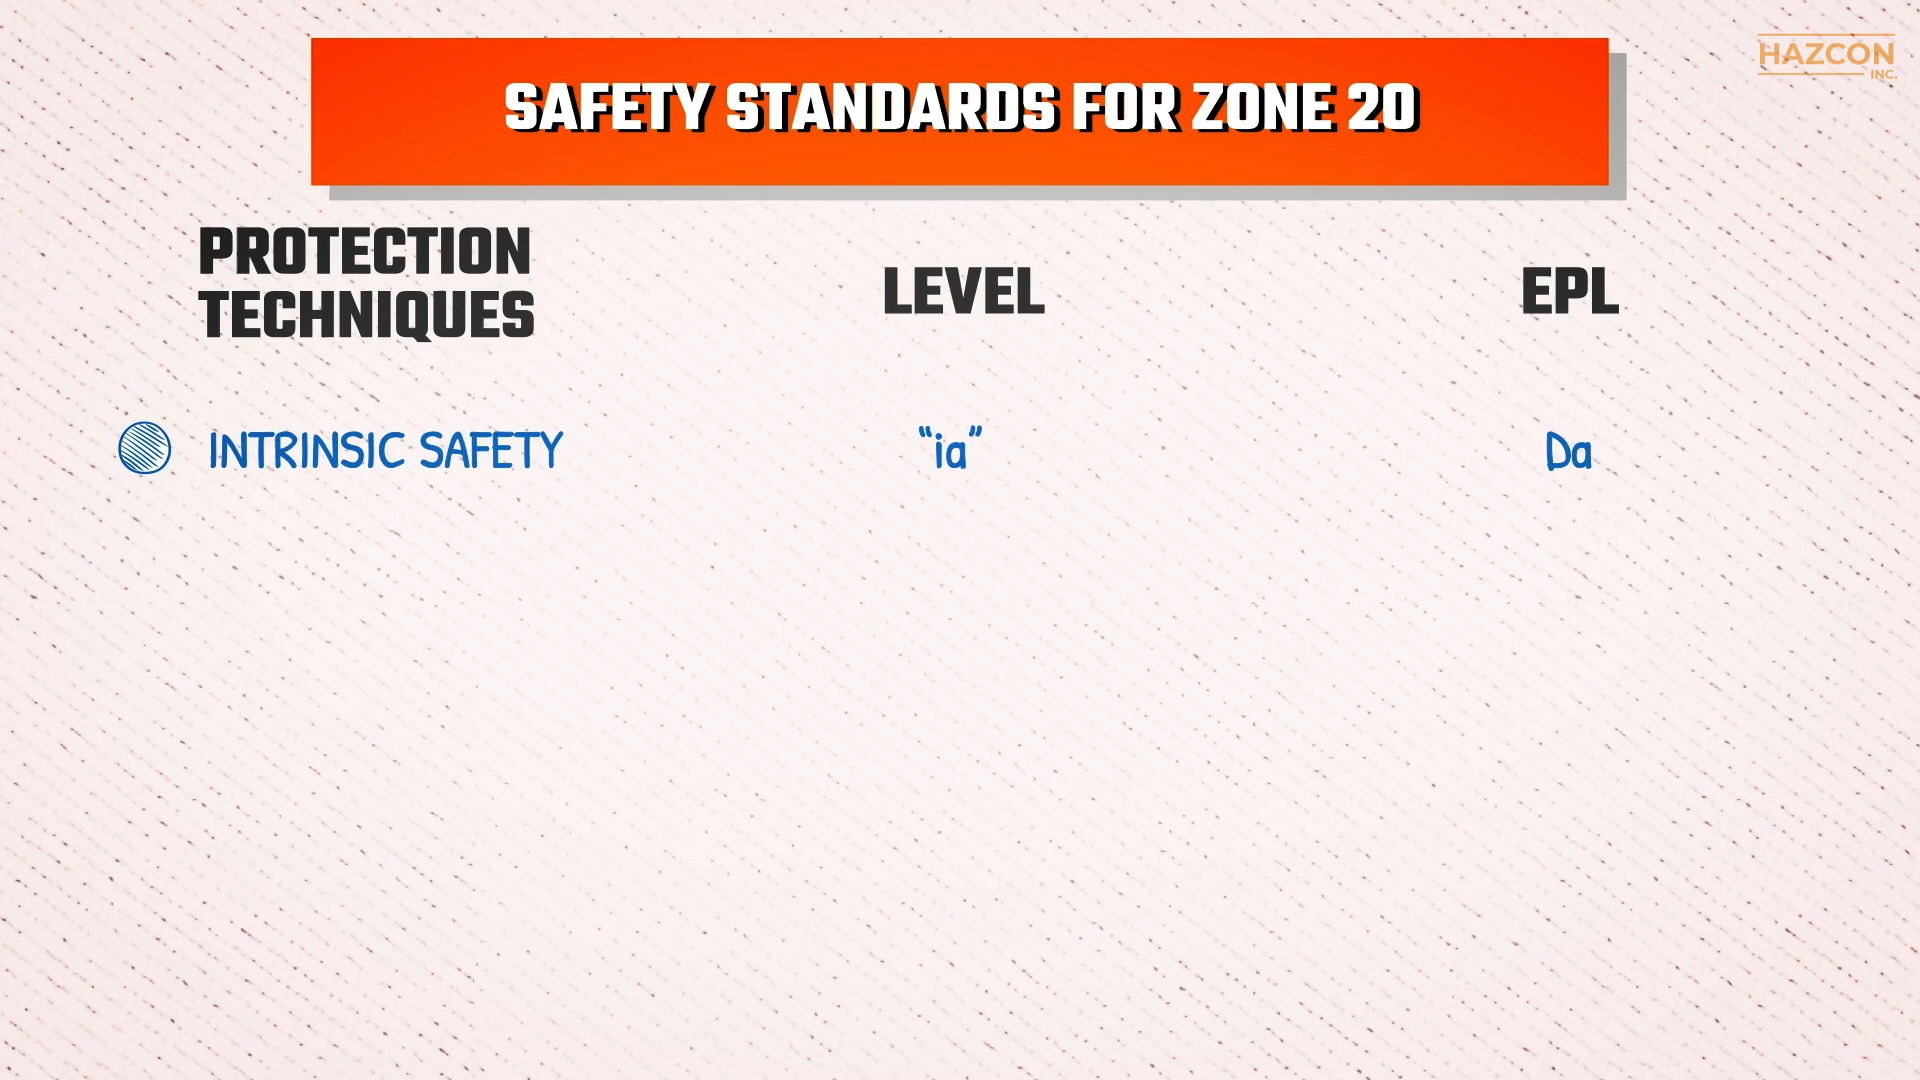 SAFETY STANDARDS FOR ZONE 20
HAZCON
INC.
PROTECTION
TECHNIQUES
LEVEL
EPL
INTRINSIC SAFETY
“ia”
Da